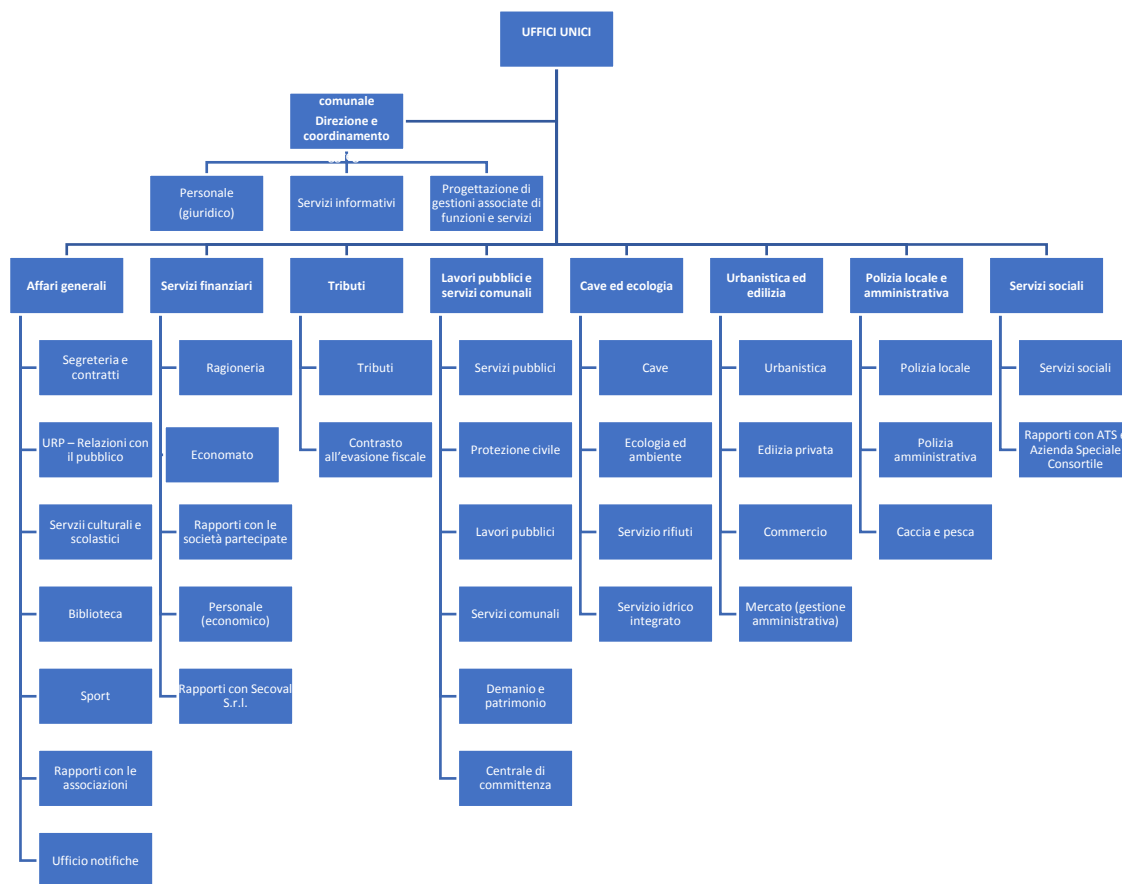 UFFICI UNICI
comunale
Direzione e
coordinamento
Personale
(giuridico)
Servizi informativi
Progettazione di
gestioni associate di
funzioni e servizi
Affari generali
Segreteria e
contratti
URP – Relazioni con
il pubblico
Servzii culturali e
scolastici
Biblioteca
Sport
Rapporti con le
associazioni
Ufficio notifiche
Servizi finanziari
Ragioneria
Economato
Rapporti con le
società partecipate
Personale
(economico)
Rapporti con Secoval
S.r.l.
Tributi
Tributi
Contrasto
all'evasione fiscale
Lavori pubblici e
servizi comunali
Servizi pubblici
Protezione civile
Lavori pubblici
Servizi comunali
Demanio e
patrimonio
Centrale di
committenza
Cave ed ecologia
Cave
Ecologia ed
ambiente
Servizio rifiuti
Servizio idrico
integrato
Urbanistica ed
edilizia
Urbanistica
Ediizia privata
Commercio
Mercato (gestione
amministrativa)
Polizia locale e
amministrativa
Polizia locale
Polizia
amministrativa
Caccia e pesca
Servizi sociali
Servizi sociali
Rapporti con ATS e
Azienda Speciale
Consortile